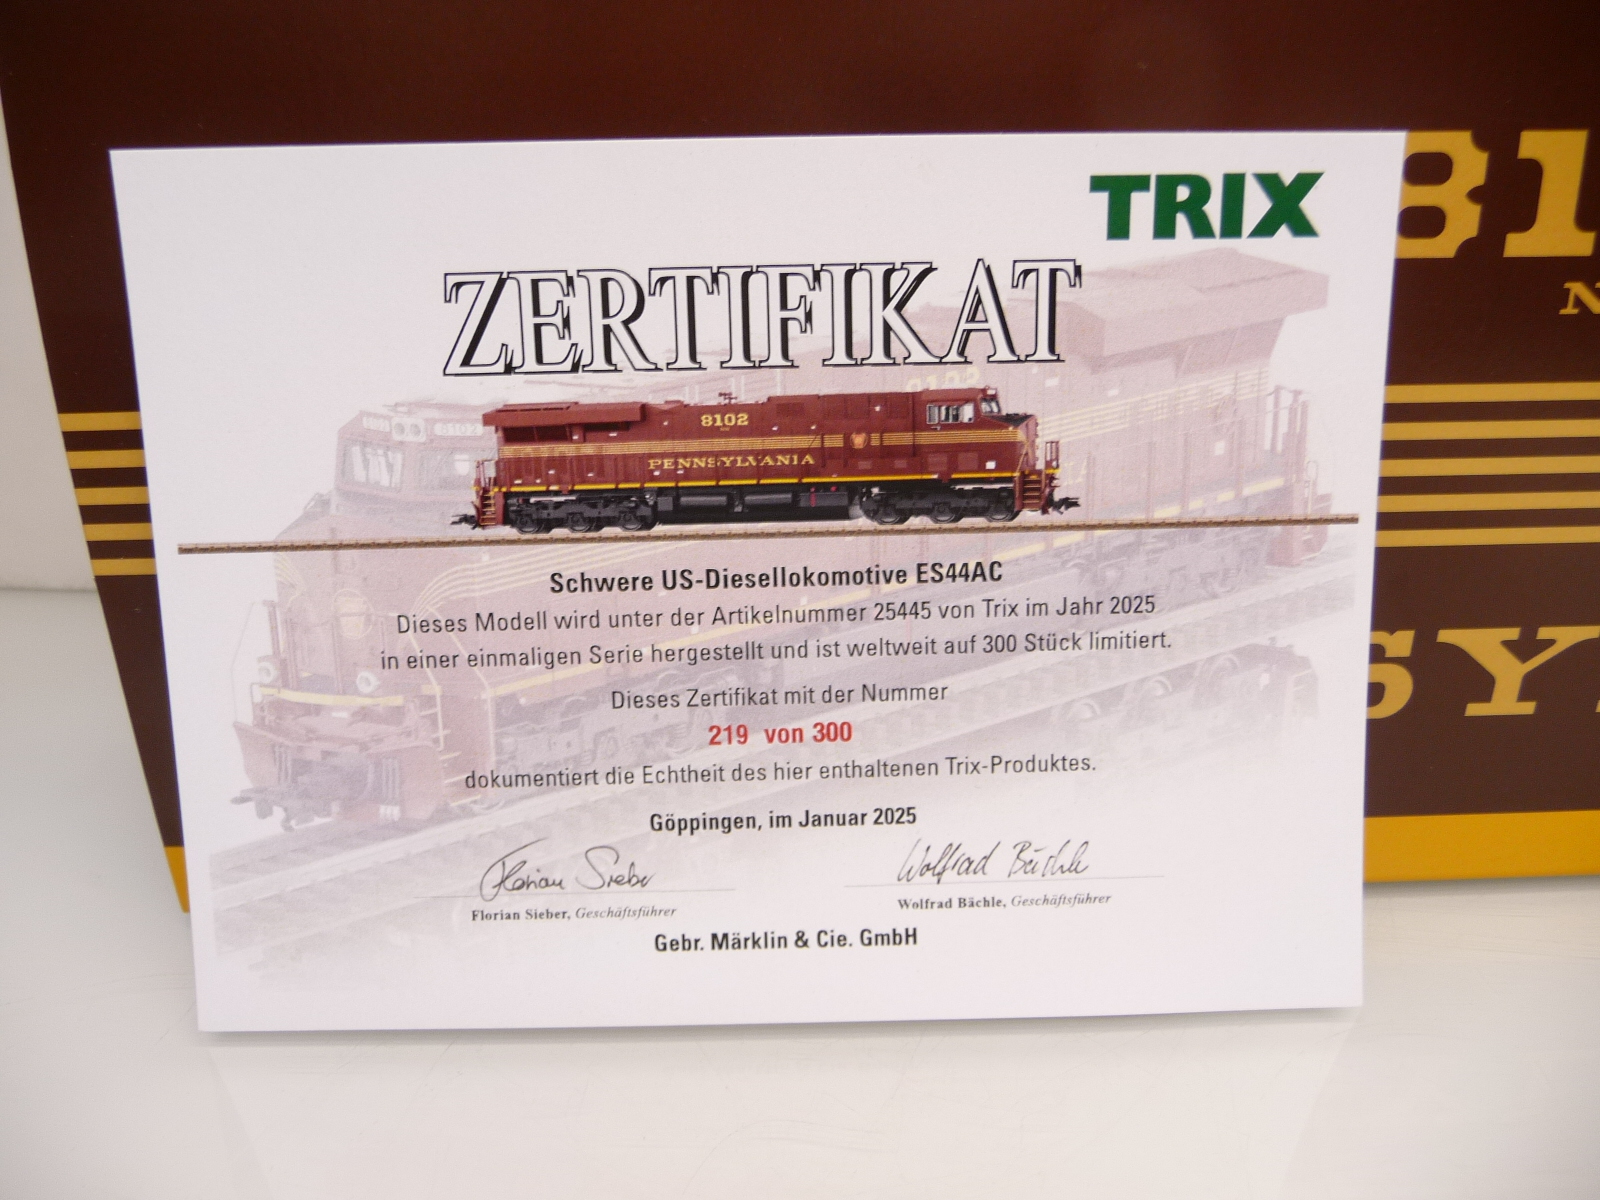 TRIX
ZERTIFIKAT
8102
PENNSYLVANIA
Schwere US-Diesellokomotive ES44AC
Dieses Modell wird unter der Artikelnummer 25445 von Trix im Jahr 2025
in einer einmaligen Serie hergestellt und ist weltweit auf 300 Stück limitiert.
Dieses Zertifikat mit der Nummer
219 von 300
dokumentiert die Echtheit des hier enthaltenen Trix-Produktes.
Göppingen, im Januar 2025
Florian Sieber
Wolfrad Bächle
Florian Sieber, Geschäftsführer
Wolfrad Bächle, Geschäftsführer
Gebr. Märklin & Cie. GmbH
81
N
SY